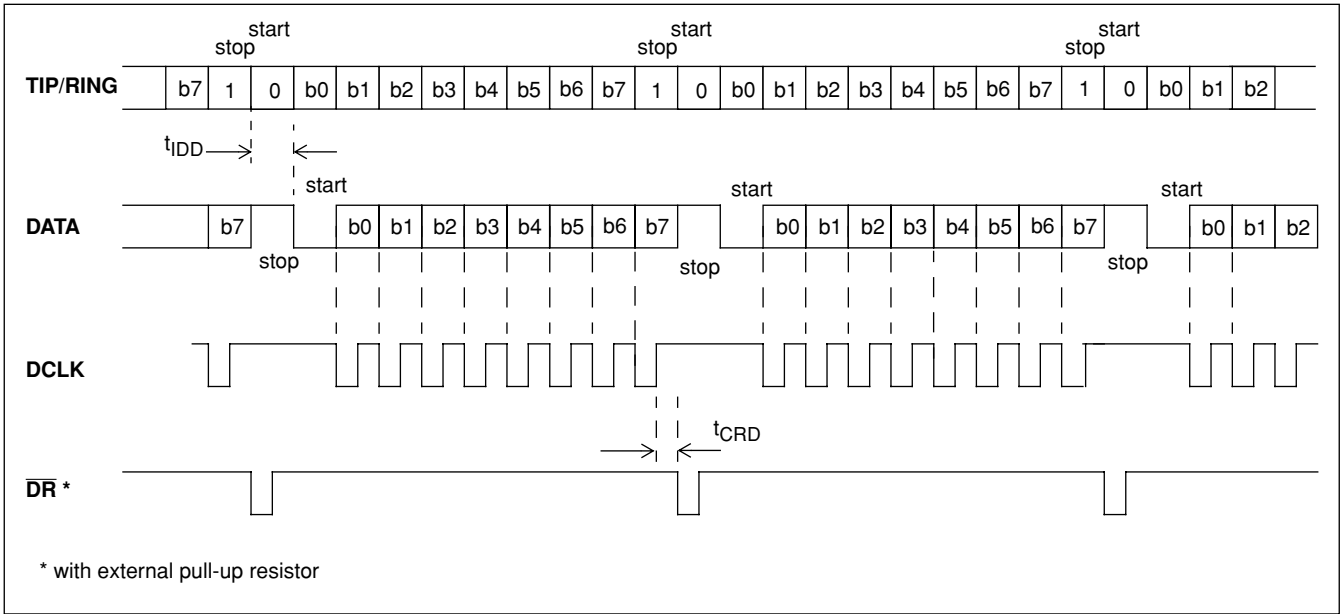 start
start
start
stop
stop
stop
TIP/RING b7 1 0 b0 b1 b2 b3 b4 b5 b6 b7 1 0 b0 b1 b2 b3 b4 b5 b6 b7 1 0 b0 b1 b2
tIDD
start
start
start
DATA b7 b0 b1 b2 b3 b4 b5 b6 b7 b0 b1 b2 b3 b4 b5 b6 b7 b0 b1 b2
stop
stop
stop
DCLK
tCRD
DR *
* with external pull-up resistor